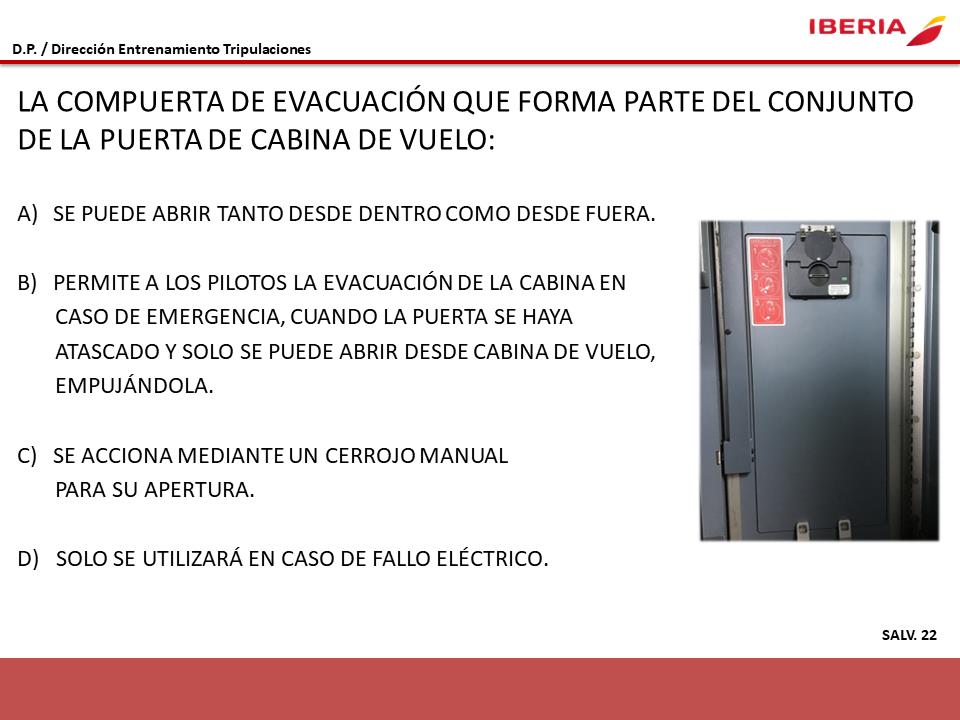 IBERIA
D.P. / Dirección Entrenamiento Tripulaciones
LA COMPUERTA DE EVACUACIÓN QUE FORMA PARTE DEL CONJUNTO
DE LA PUERTA DE CABINA DE VUELO:
A) SE PUEDE ABRIR TANTO DESDE DENTRO COMO DESDE FUERA.
B) PERMITE A LOS PILOTOS LA EVACUACIÓN DE LA CABINA EN
CASO DE EMERGENCIA, CUANDO LA PUERTA SE HAYA
ATASCADO Y SOLO SE PUEDE ABRIR DESDE CABINA DE VUELO,
EMPUJÁNDOLA.
C) SE ACCIONA MEDIANTE UN CERROJO MANUAL
PARA SU APERTURA.
D) SOLO SE UTILIZARÁ EN CASO DE FALLO ELÉCTRICO.
1
2
3
SALV. 22